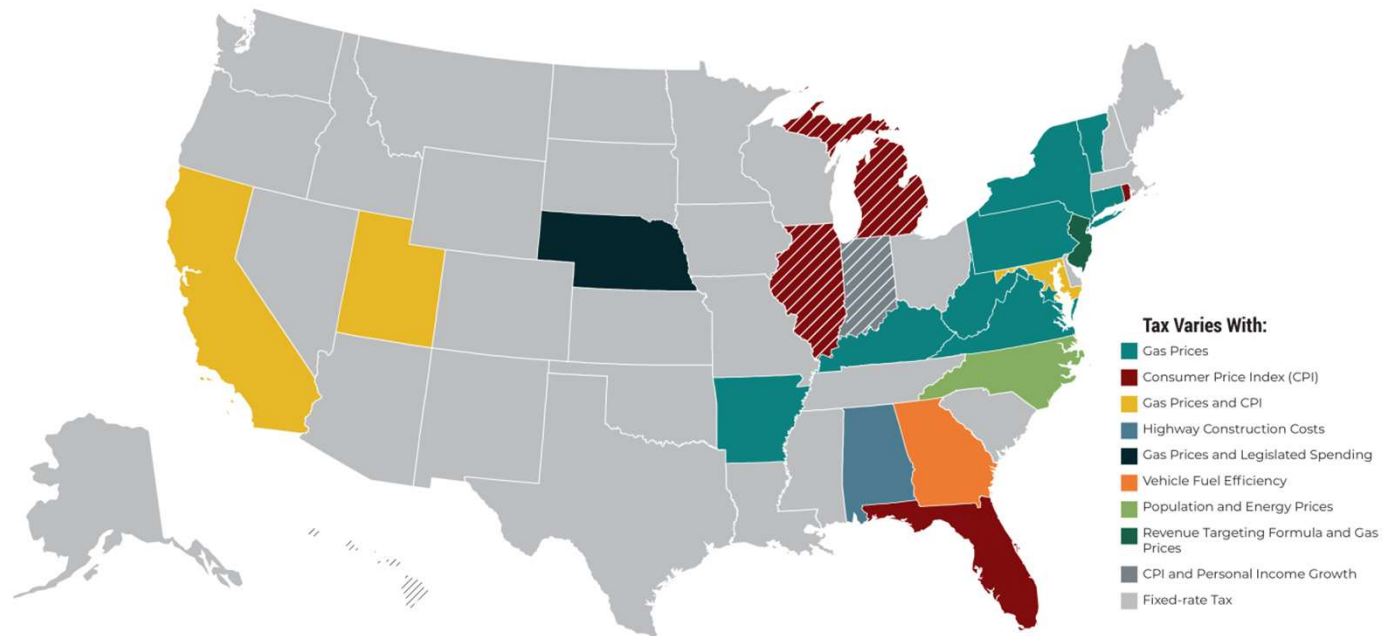 Tax Varies With:
Gas Prices
Consumer Price Index (CPI)
Gas Prices and CPI
Highway Construction Costs
Gas Prices and Legislated Spending
Vehicle Fuel Efficiency
Population and Energy Prices
Revenue Targeting Formula and Gas
Prices
CPI and Personal Income Growth
Fixed-rate Tax